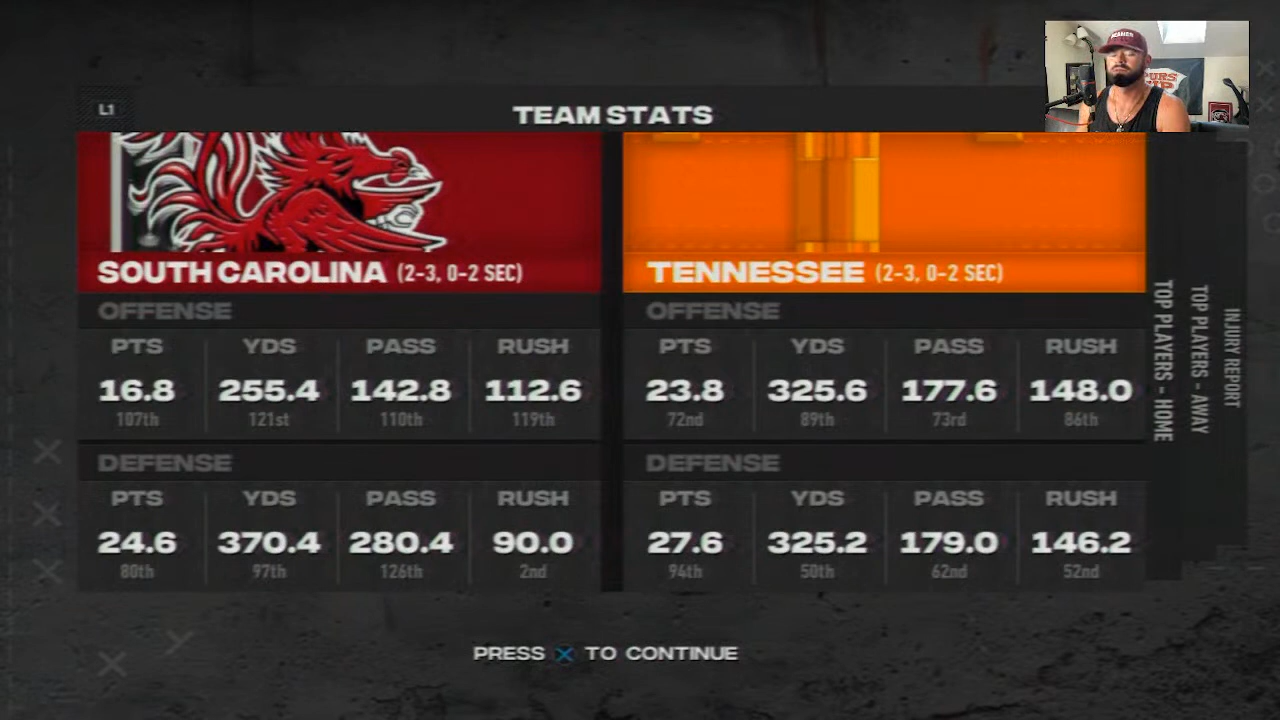 L1
TEAM STATS
SOUTH CAROLINA (2-3, 0-2 SEC)
OFFENSE
PTS YDS PASS RUSH
16.8 255.4 142.8 112.6
107th 121st 110th 119th
DEFENSE
PTS YDS PASS RUSH
24.6 370.4 280.4 90.0
80th 97th 126th 2nd
TENNESSEE (2-3, 0-2 SEC)
OFFENSE
PTS YDS PASS RUSH
23.8 325.6 177.6 148.0
72nd 89th 73rd 86th
DEFENSE
PTS YDS PASS RUSH
27.6 325.2 179.0 146.2
94th 50th 62nd 52nd
TOP PLAYERS - HOME
TOP PLAYERS - AWAY
INJURY REPORT
PRESS X TO CONTINUE